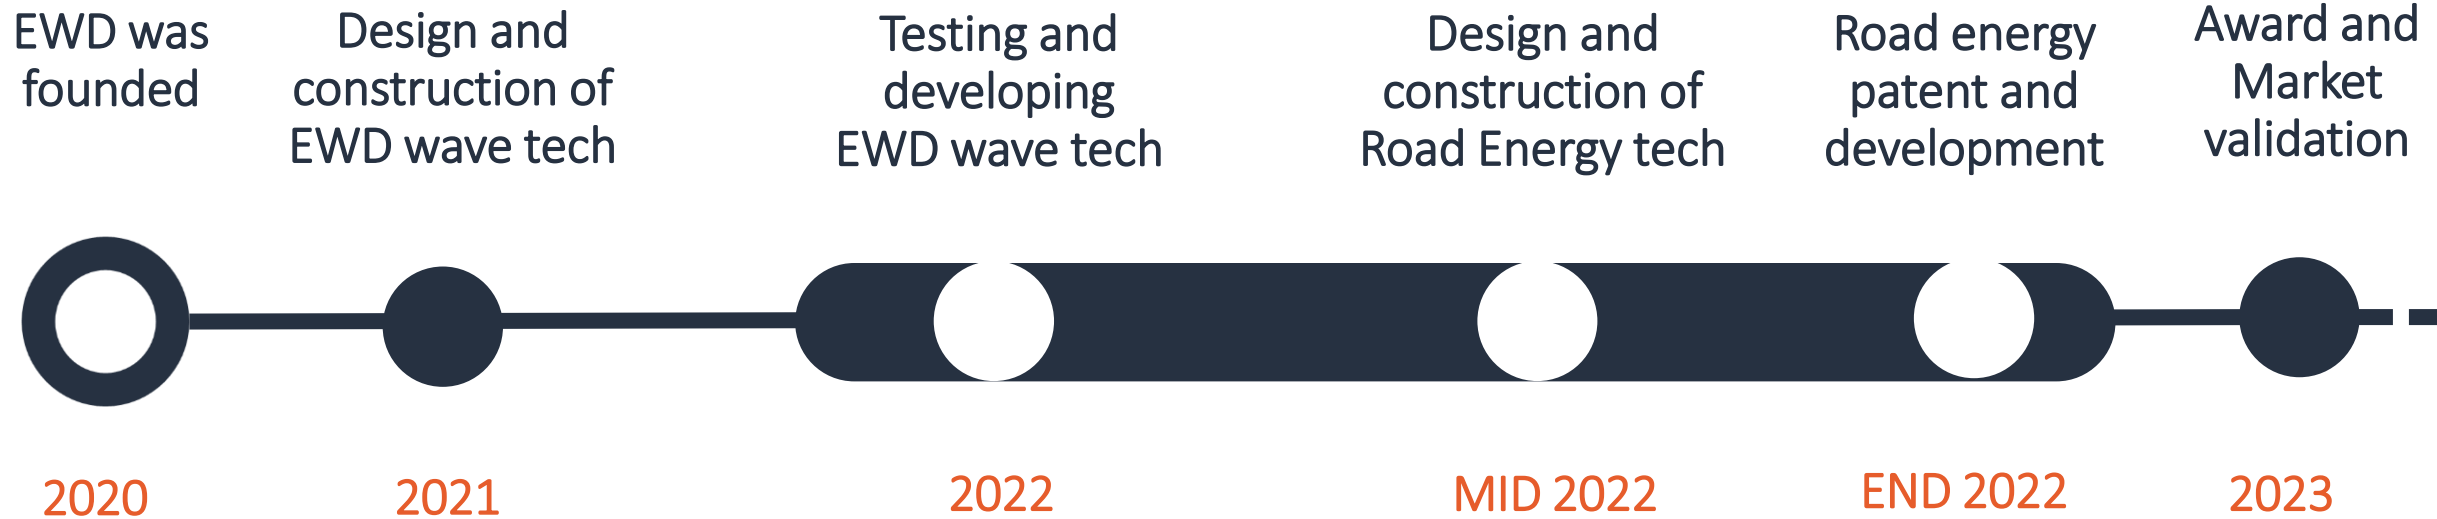 EWD was
founded
Design and
construction of
EWD wave tech
Testing and
developing
EWD wave tech
Design and
construction of
Road Energy tech
Road energy
patent and
development
Award and
Market
validation
2020
2021
2022
MID 2022
END 2022
2023